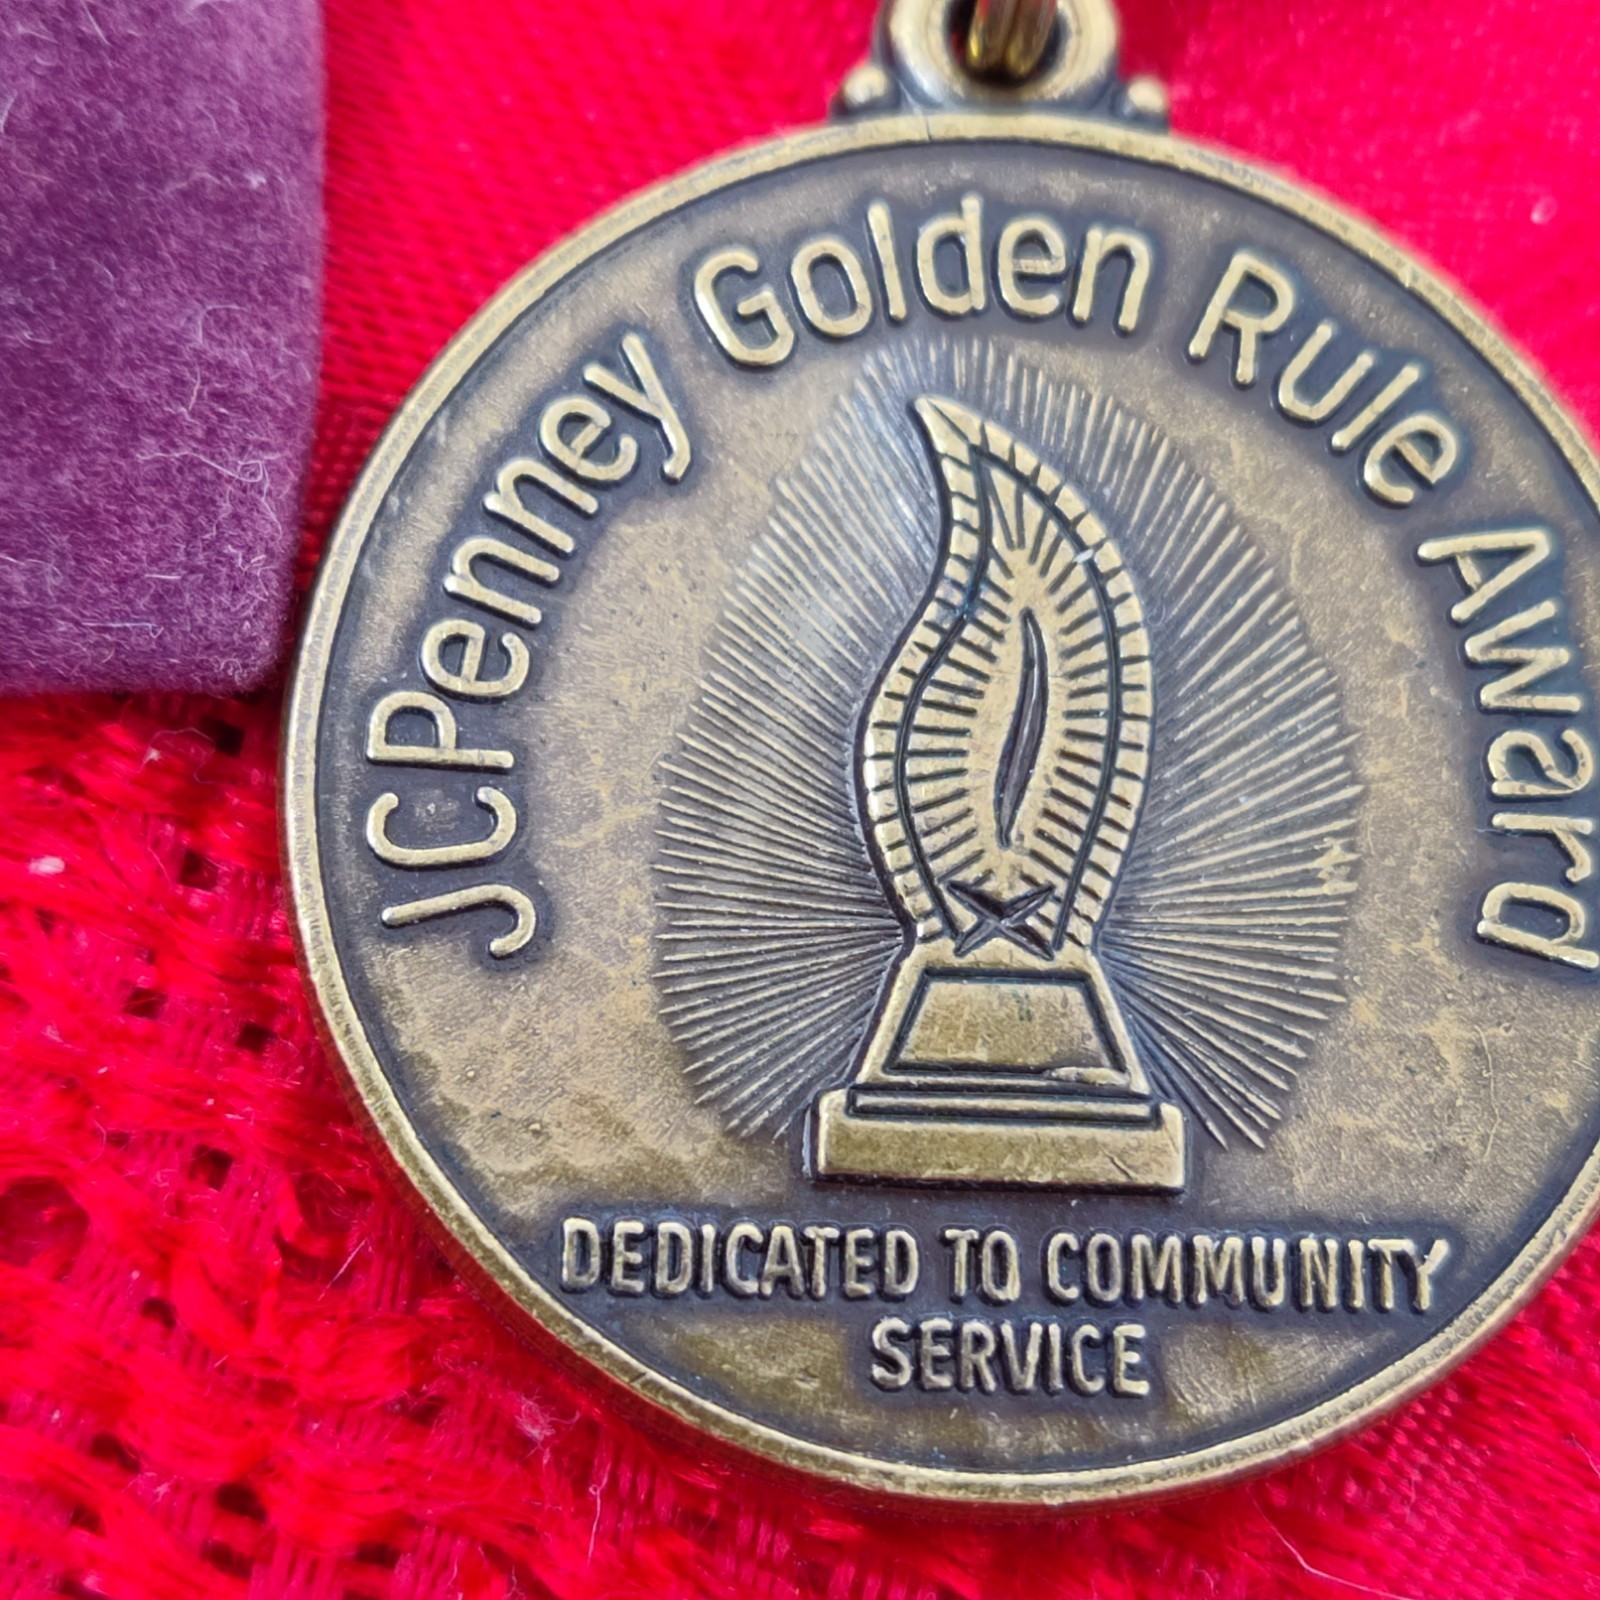 JCPenney Golden Rule Award
DEDICATED TO COMMUNITY
SERVICE